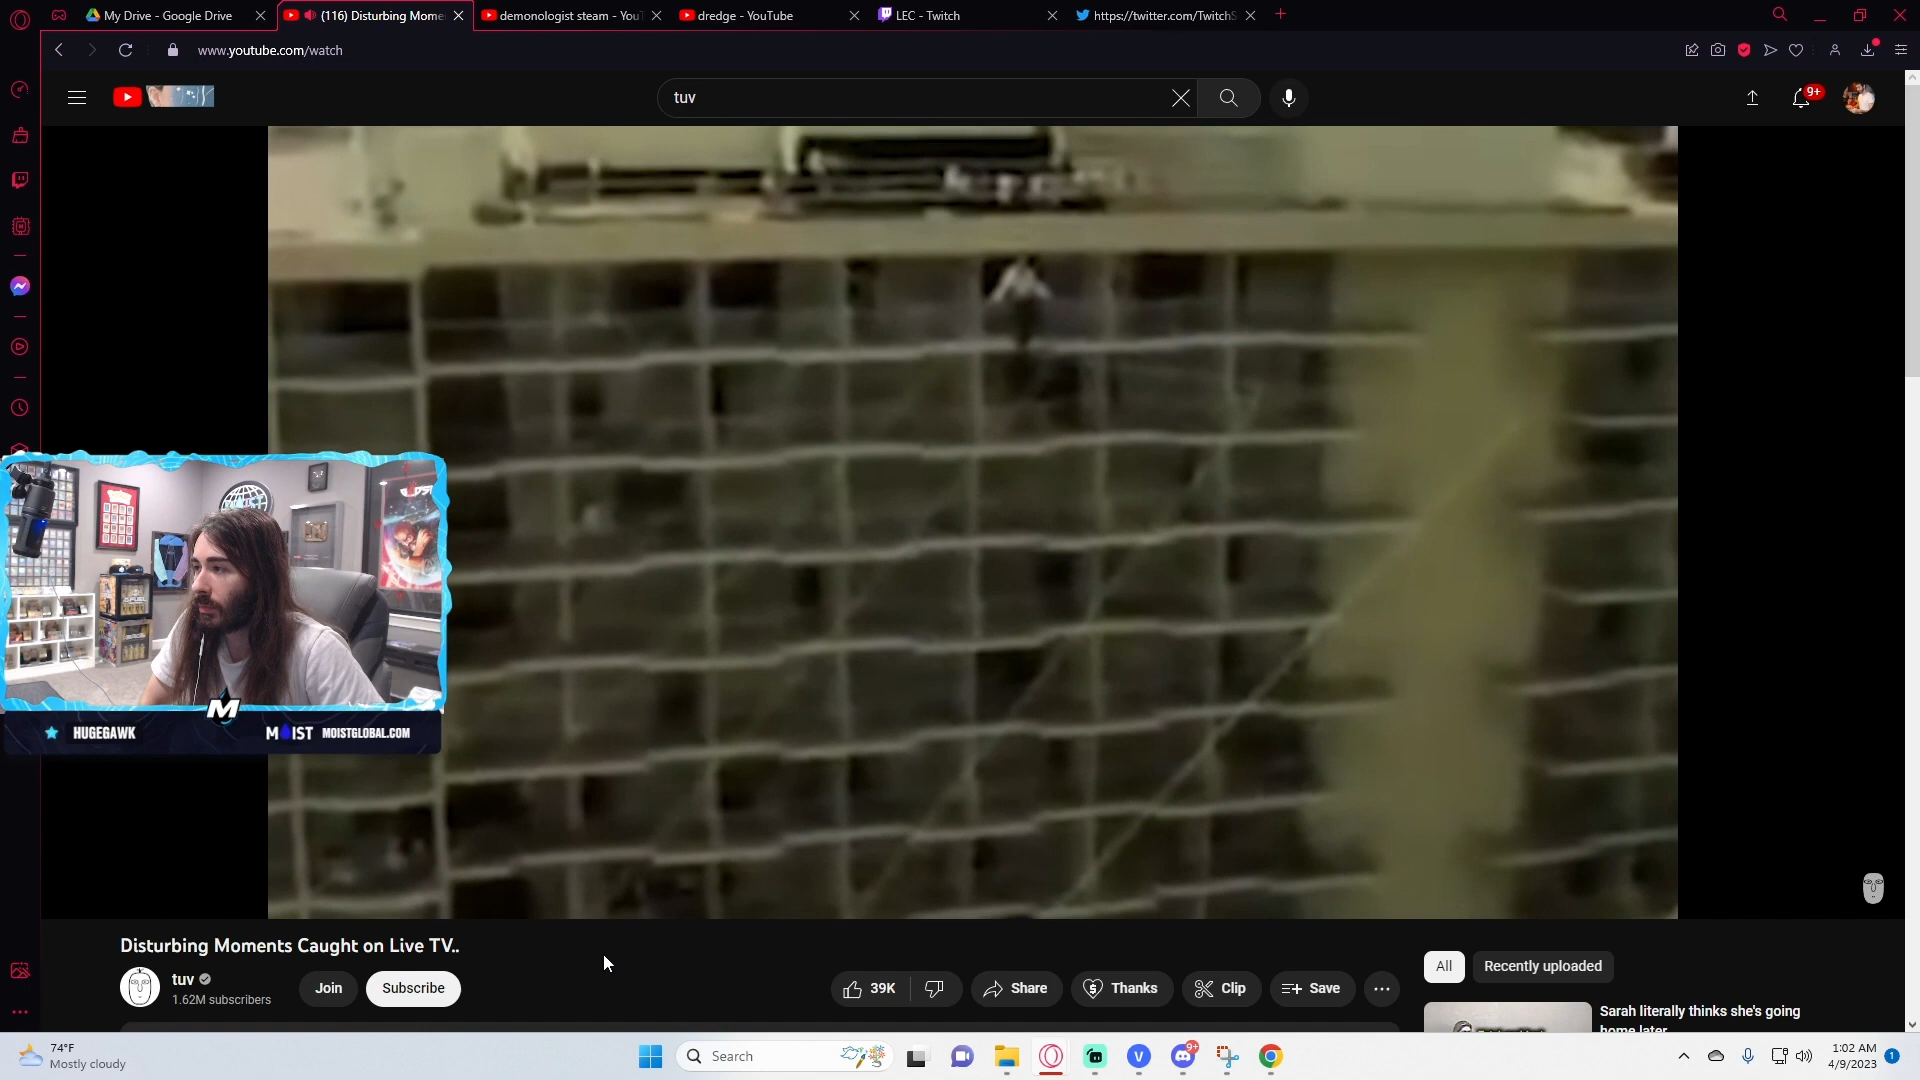 My Drive - Google Drive
(116) Disturbing Mome
demonologist steam - You
dredge - YouTube
LEC - Twitch
https://twitter.com/TwitchS
www.youtube.com/watch
tuv
9+
HUGEGAWK
MOIST MOISTGLOBAL.COM
Disturbing Moments Caught on Live TV..
tuv
1.62M subscribers
Join
Subscribe
39K
Share
Thanks
Clip
Save
All
Recently uploaded
Sarah literally thinks she's going
home later
74°F
Mostly cloudy
Search
9+
1:02 AM
4/9/2023
1